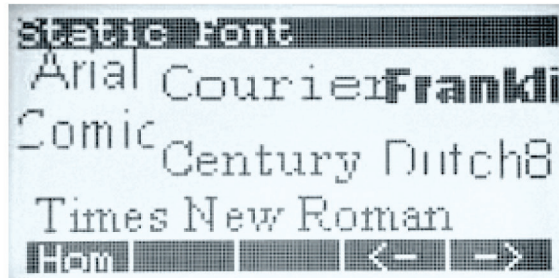 Static Font
Arial Courier Frankli
Comic Century Dutch8
Times New Roman
Hom <- ->